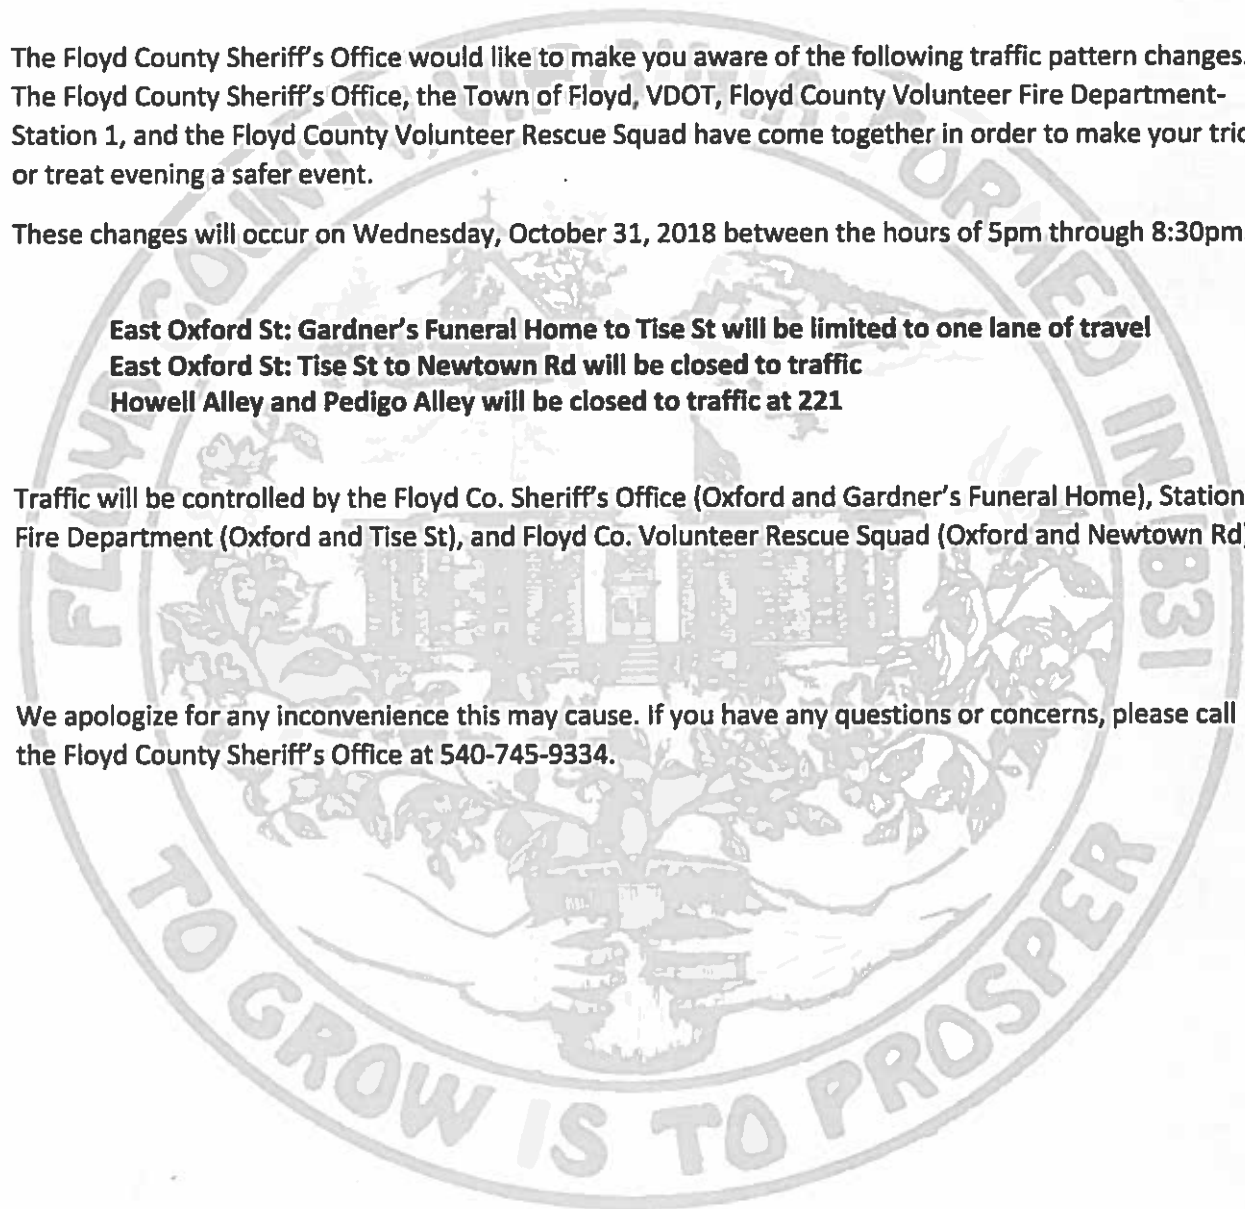 The Floyd County Sheriff's Office would like to make you aware of the following traffic pattern changes.
The Floyd County Sheriff's Office, the Town of Floyd, VDOT, Floyd County Volunteer Fire Department-
Station 1, and the Floyd County Volunteer Rescue Squad have come together in order to make your tric
or treat evening a safer event.
These changes will occur on Wednesday, October 31, 2018 between the hours of 5pm through 8:30pm
East Oxford St: Gardner's Funeral Home to Tise St will be limited to one lane of travel
East Oxford St: Tise St to Newtown Rd will be closed to traffic
Howell Alley and Pedigo Alley will be closed to traffic at 221
Traffic will be controlled by the Floyd Co. Sheriff's Office (Oxford and Gardner's Funeral Home), Station
Fire Department (Oxford and Tise St), and Floyd Co. Volunteer Rescue Squad (Oxford and Newtown Rd)
We apologize for any inconvenience this may cause. If you have any questions or concerns, please call
the Floyd County Sheriff's Office at 540-745-9334.
FLOYD COUNTY VIRGINIA FORMED IN 1831
TO GROW IS TO PROSPER